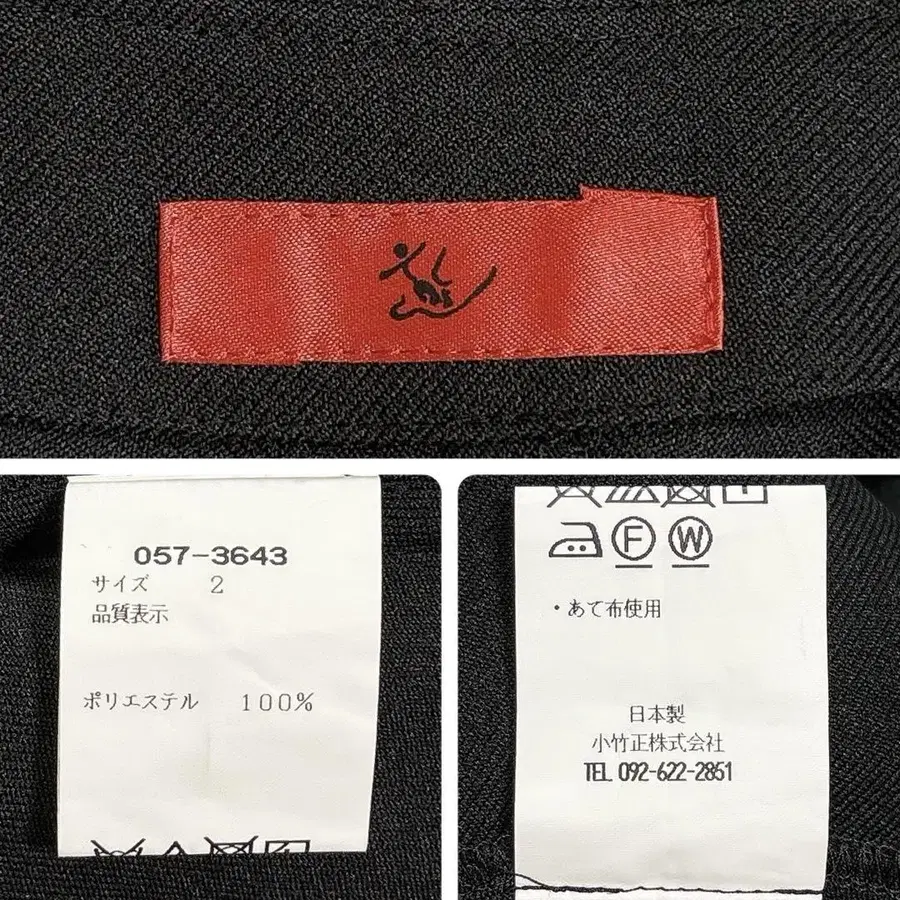 057-3643
サイズ 2
品質表示
ポリエステル 100%
F W
・あて布使用
日本製
小竹正株式会社
TEL 092-622-2851